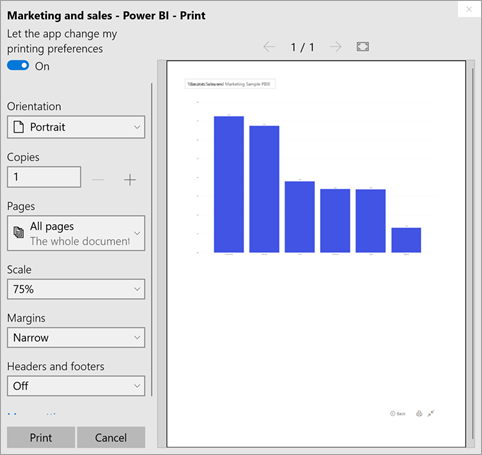 Marketing and sales - Power BI - Print
Let the app change my
printing preferences
On
1 / 1
Orientation
Portrait
Copies
1
Pages
All pages
The whole document
Scale
75%
Margins
Narrow
Headers and footers
Off
Print
Cancel
Marketing Sample PBIX
Back